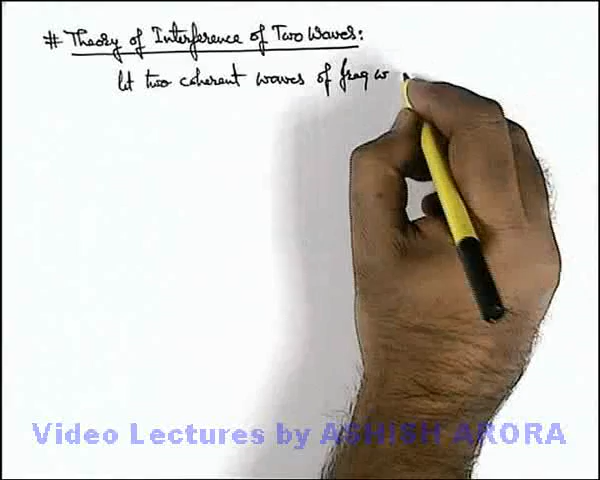 # Theory of Interference of Two Waves:
let two coherent waves of freq ω
Video Lectures by ASHISH ARORA